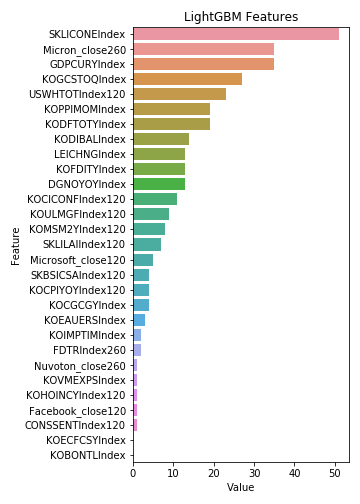 LightGBM Features
SKLICONEIndex
Micron_close260
GDPCURYIndex
KOGCSTOQIndex
USWHTOTIndex120
KOPPIMOMIndex
KODFTOTYIndex
KODIBALIndex
LEICHNGIndex
KOFDITYIndex
DGNOYOYIndex
KOCICONFIndex120
KOULMGFIndex120
KOMSM2YIndex120
SKLILAIIndex120
Microsoft_close120
SKBSICSAIndex120
KOCPIYOYIndex120
KOCGCGYIndex
KOEAUERSIndex
KOIMPTIMIndex
FDTRIndex260
Nuvoton_close260
KOVMEXPSIndex
KOHOINCYIndex120
Facebook_close120
CONSSENTIndex120
KOECFCSYIndex
KOBONTLIndex
Feature
0 10 20 30 40 50
Value